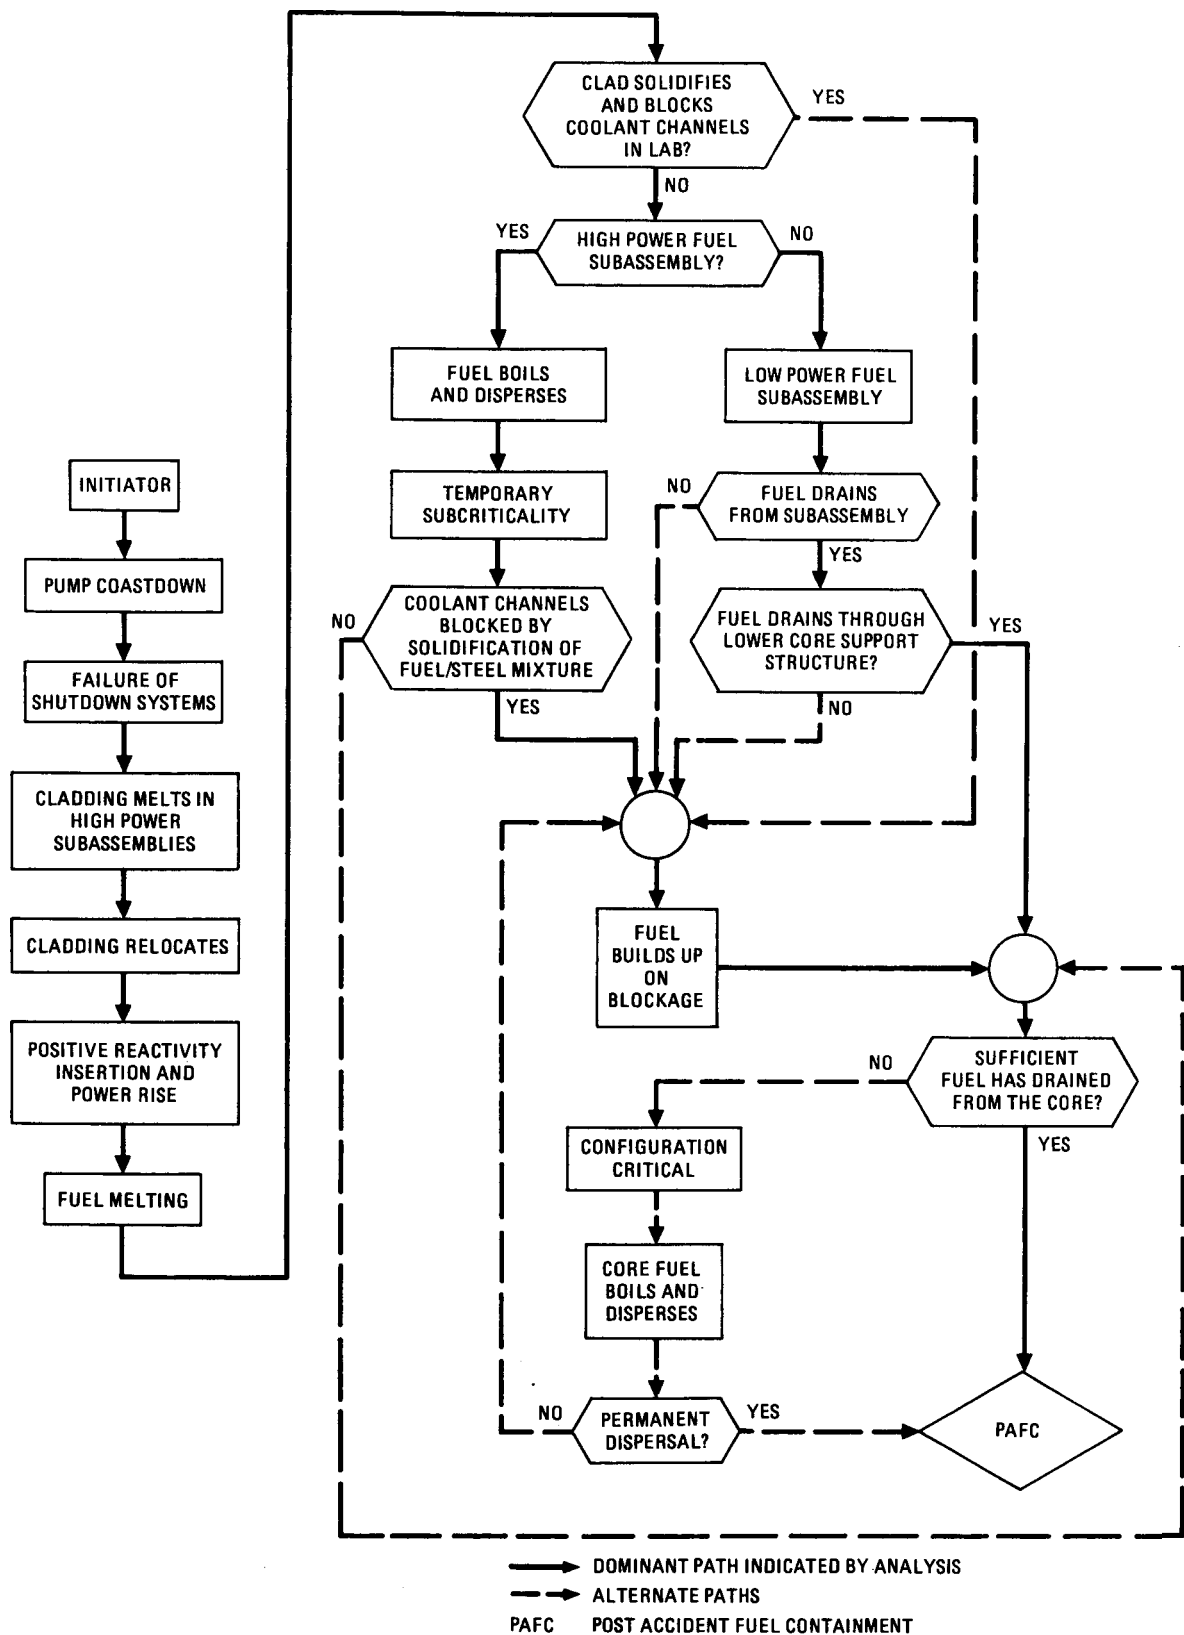 INITIATOR
PUMP COASTDOWN
FAILURE OF
SHUTDOWN SYSTEMS
CLADDING MELTS IN
HIGH POWER
SUBASSEMBLIES
CLADDING RELOCATES
POSITIVE REACTIVITY
INSERTION AND
POWER RISE
FUEL MELTING
CLAD SOLIDIFIES
AND BLOCKS
COOLANT CHANNELS
IN LAB?
YES
NO
HIGH POWER FUEL
SUBASSEMBLY?
YES
NO
FUEL BOILS
AND DISPERSES
LOW POWER FUEL
SUBASSEMBLY
TEMPORARY
SUBCRITICALITY
NO
FUEL DRAINS
FROM SUBASSEMBLY
YES
NO
COOLANT CHANNELS
BLOCKED BY
SOLIDIFICATION OF
FUEL/STEEL MIXTURE
YES
FUEL DRAINS THROUGH
LOWER CORE SUPPORT
STRUCTURE?
YES
NO
FUEL
BUILDS UP
ON
BLOCKAGE
NO
SUFFICIENT
FUEL HAS DRAINED
FROM THE CORE?
YES
CONFIGURATION
CRITICAL
CORE FUEL
BOILS AND
DISPERSES
NO
PERMANENT
DISPERSAL?
YES
PAFC
DOMINANT PATH INDICATED BY ANALYSIS
ALTERNATE PATHS
PAFC POST ACCIDENT FUEL CONTAINMENT